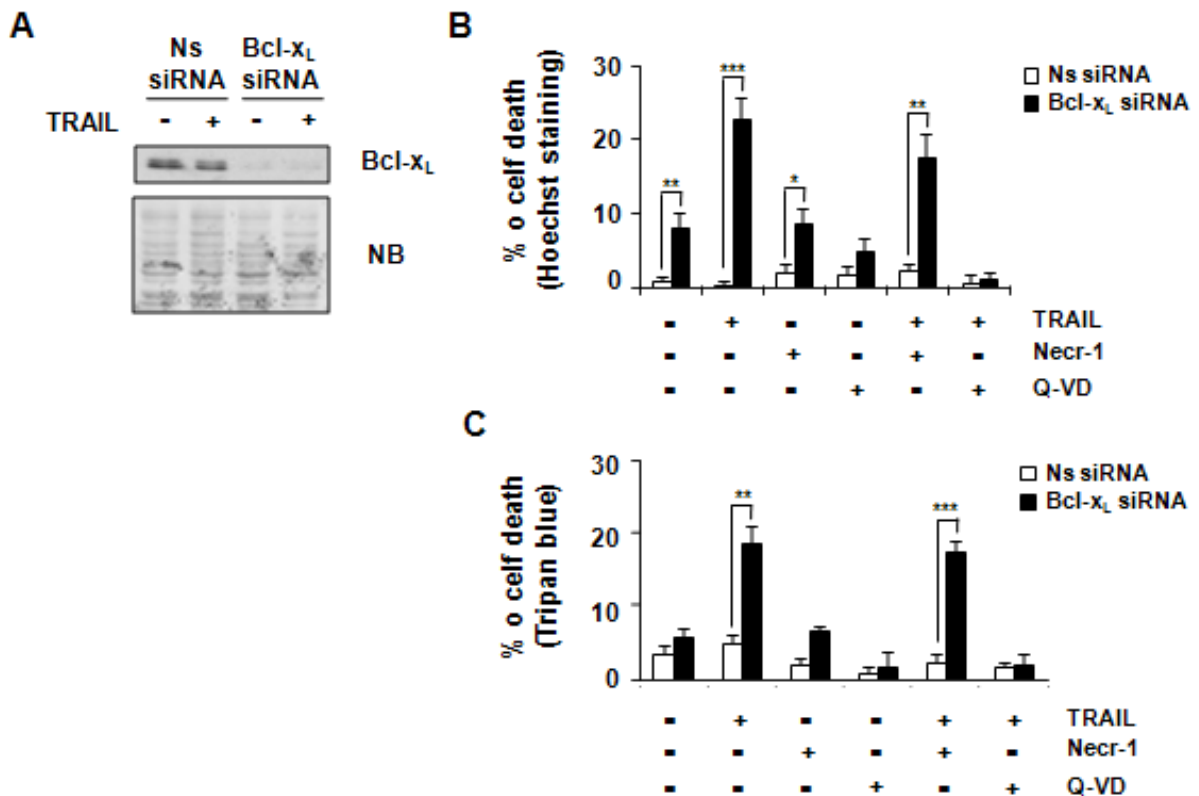 A
Ns siRNA
Bcl-xL siRNA
TRAIL - + - +
Bcl-xL
NB
B
% o celf death
(Hoechst staining)
30
20
10
0
** *** * **
Ns siRNA
Bcl-xL siRNA
- + - - + + TRAIL
- - + - + - Necr-1
- - - + - + Q-VD
C
% o celf death
(Tripan blue)
30
20
10
0
** ***
Ns siRNA
Bcl-xL siRNA
- + - - + + TRAIL
- - + - + - Necr-1
- - - + - + Q-VD